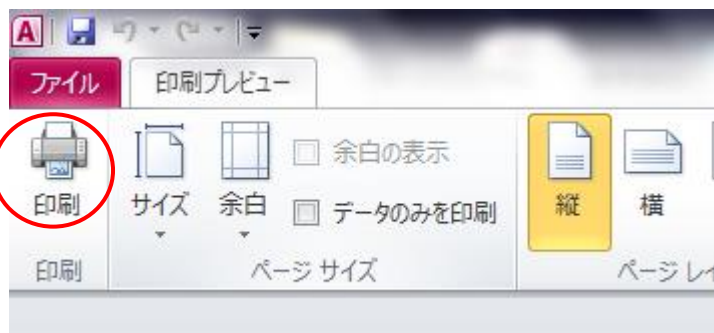 A
ファイル 印刷プレビュー
余白の表示
印刷 サイズ 余白 データのみを印刷 縦 横
印刷 ページ サイズ ページ レイ